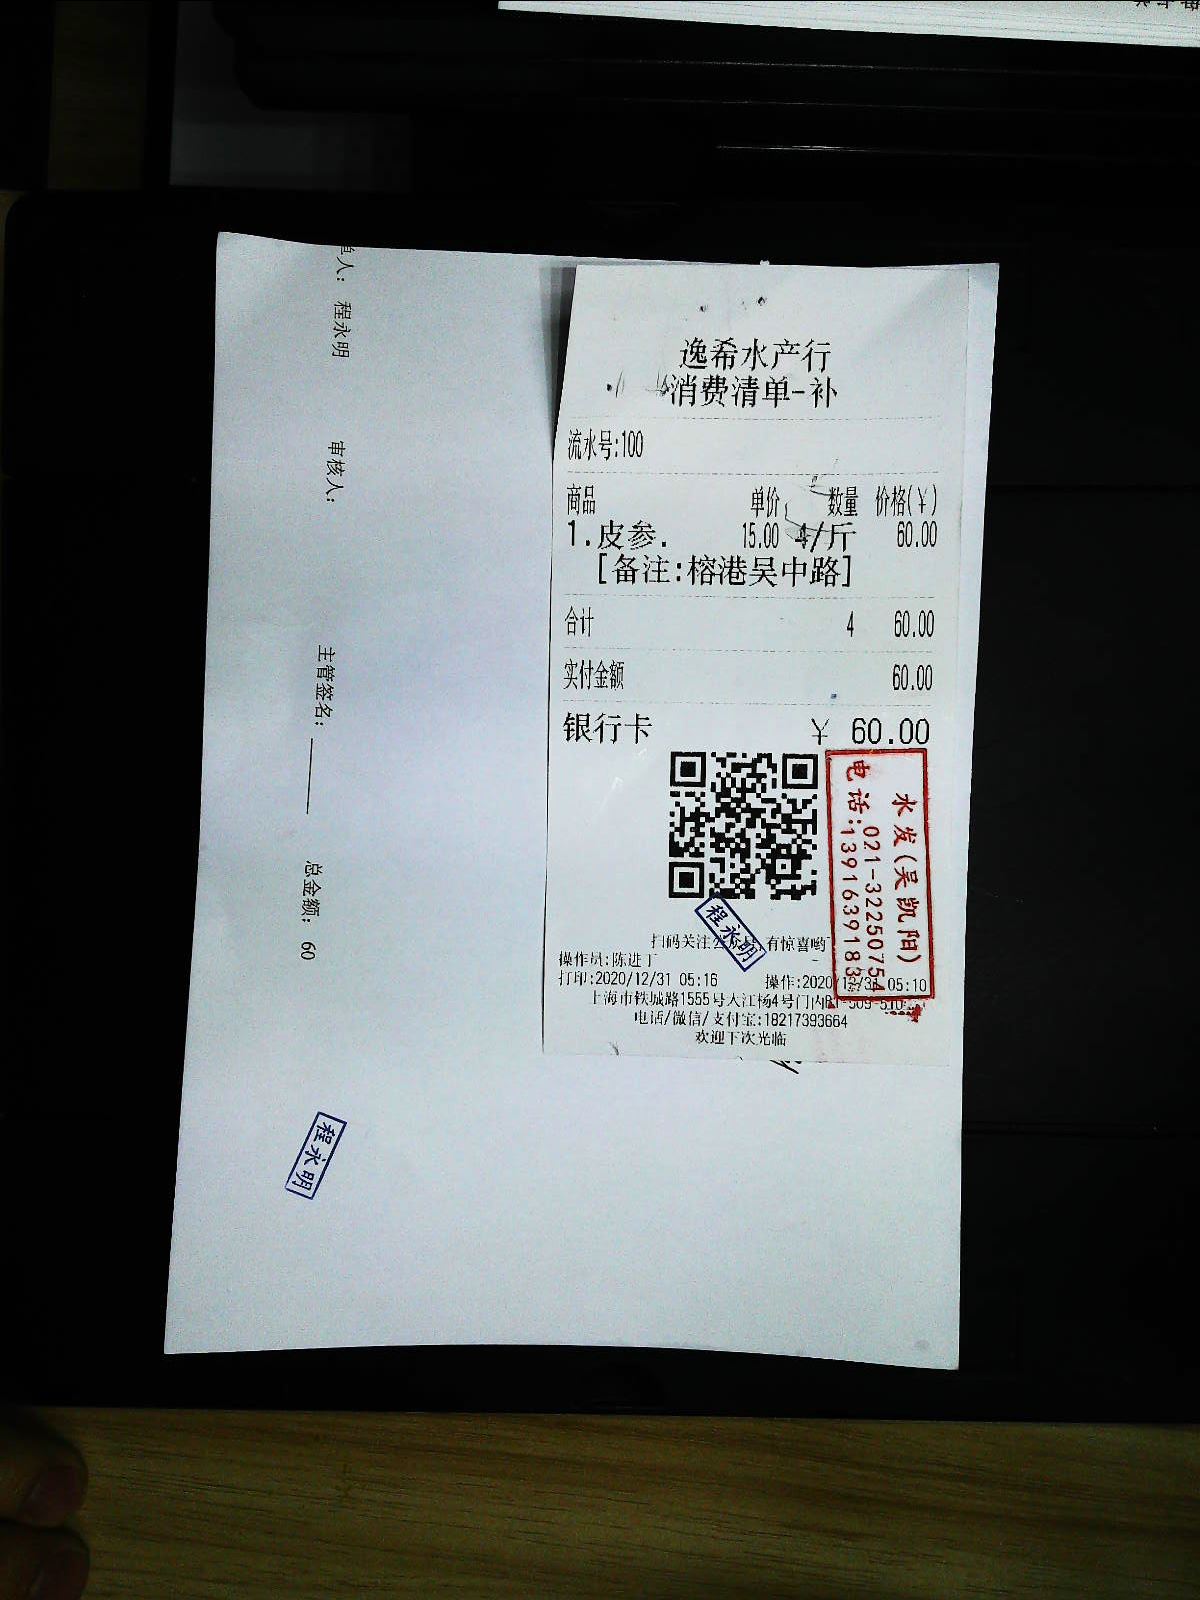 逸希水产行
消费清单-补
流水号:100
商品 单价 数量 价格(¥)
1.皮参. 15.00 4/斤 60.00
[备注:榕港吴中路]
合计 4 60.00
实付金额 60.00
银行卡 ¥ 60.00
水发(吴凯阳)
021-32250754
电话:13916391183
程永明
扫码关注公众号,有惊喜哟
操作员:陈进丁
打印:2020/12/31 05:16 操作:2020/12/31 05:10
上海市铁城路1555号大江杨4号门内
电话/微信/支付宝:18217393664
欢迎下次光临
人: 程永明 审核人: 主管签名: 总金额: 60
程永明